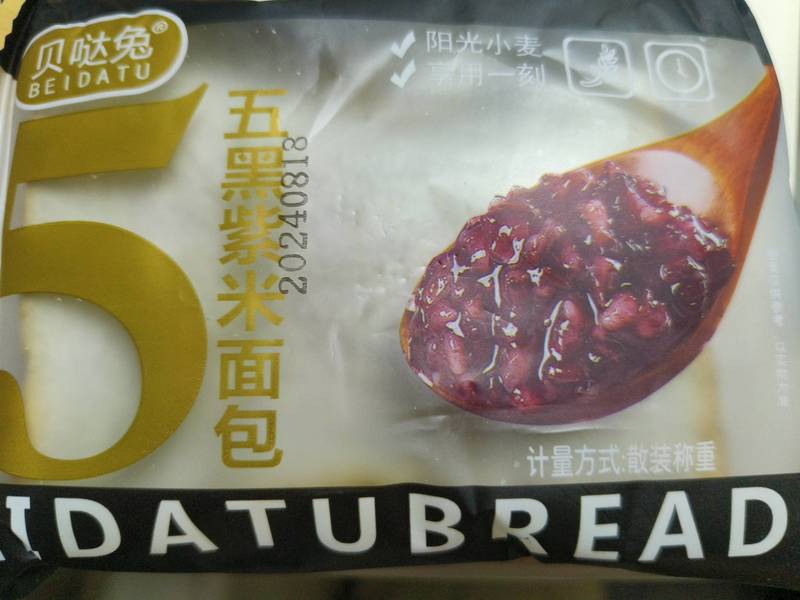 贝哒兔®
BEIDATU
阳光小麦
享用一刻
5
五黑紫米面包
20240818
计量方式:散装称重
IDATUBREAD